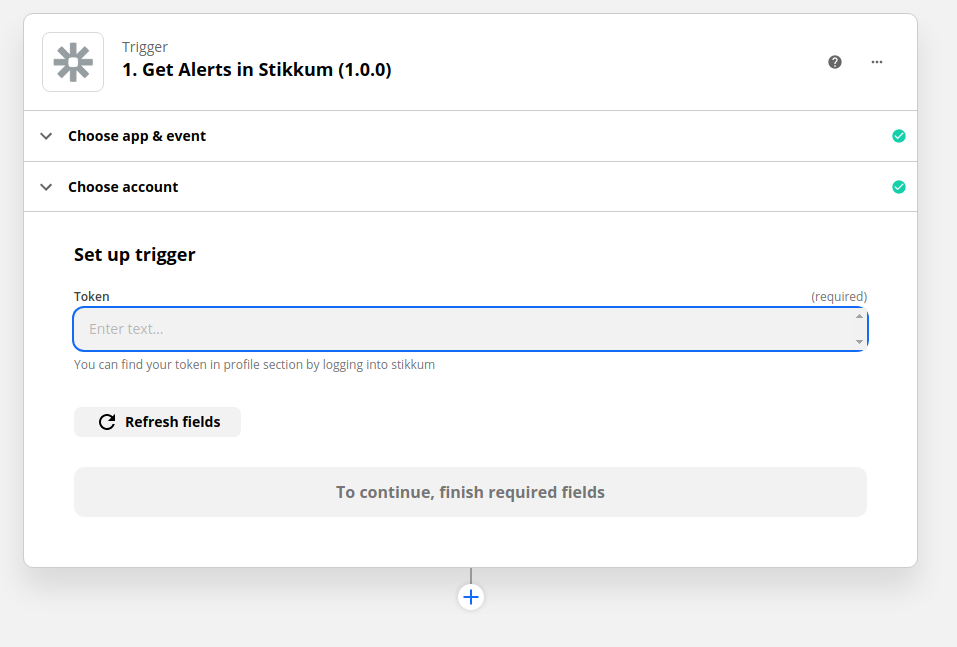 Trigger
1. Get Alerts in Stikkum (1.0.0)
Choose app & event
Choose account
Set up trigger
Token (required)
Enter text...
You can find your token in profile section by logging into stikkum
Refresh fields
To continue, finish required fields